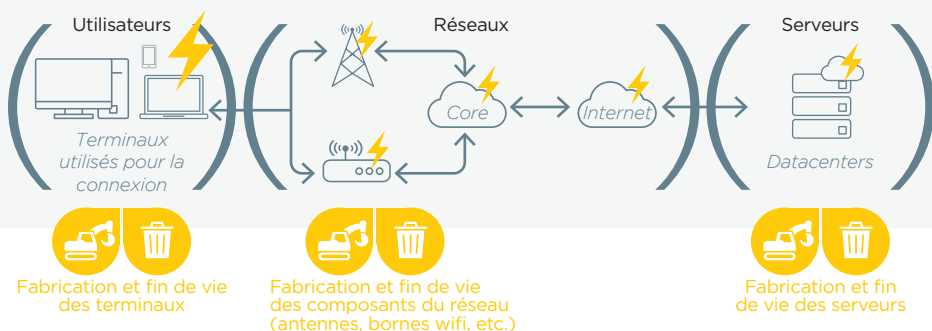 Utilisateurs
Réseaux
Serveurs
Core
Internet
Terminaux
utilisés pour la
connexion
Datacenters
Fabrication et fin de vie
des terminaux
Fabrication et fin de vie
des composants du réseau
(antennes, bornes wifi, etc.)
Fabrication et fin
de vie des serveurs